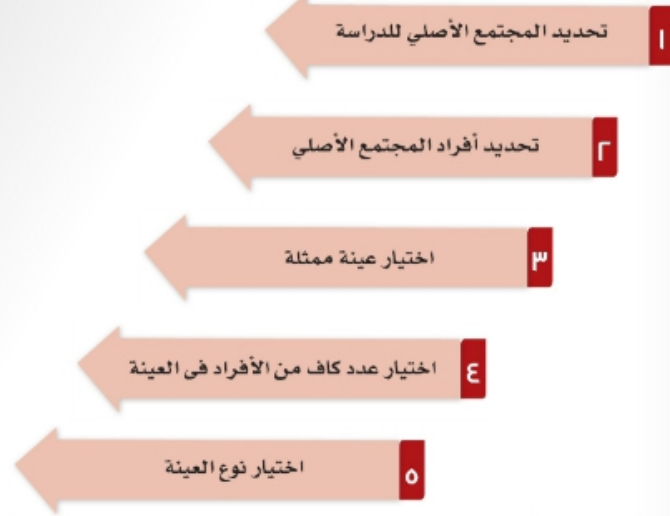 ١ تحديد المجتمع الأصلي للدراسة
٢ تحديد أفراد المجتمع الأصلي
٣ اختيار عينة ممثلة
٤ اختيار عدد كاف من الأفراد فى العينة
٥ اختيار نوع العينة